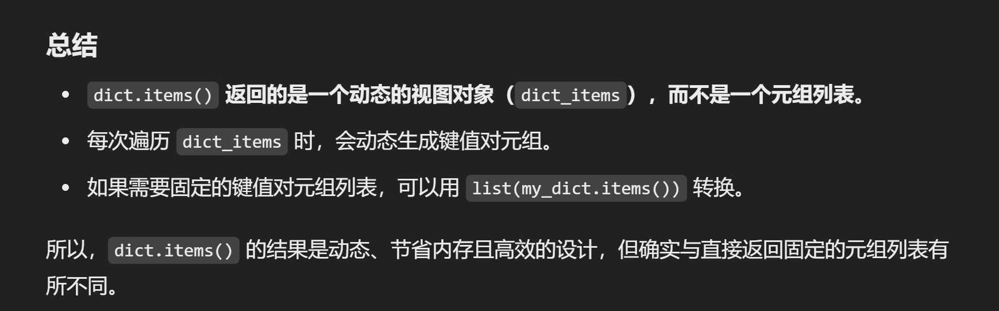 总结
• dict.items() 返回的是一个动态的视图对象（dict_items），而不是一个元组列表。
• 每次遍历 dict_items 时，会动态生成键值对元组。
• 如果需要固定的键值对元组列表，可以用 list(my_dict.items()) 转换。
所以，dict.items() 的结果是动态、节省内存且高效的设计，但确实与直接返回固定的元组列表有
所不同。